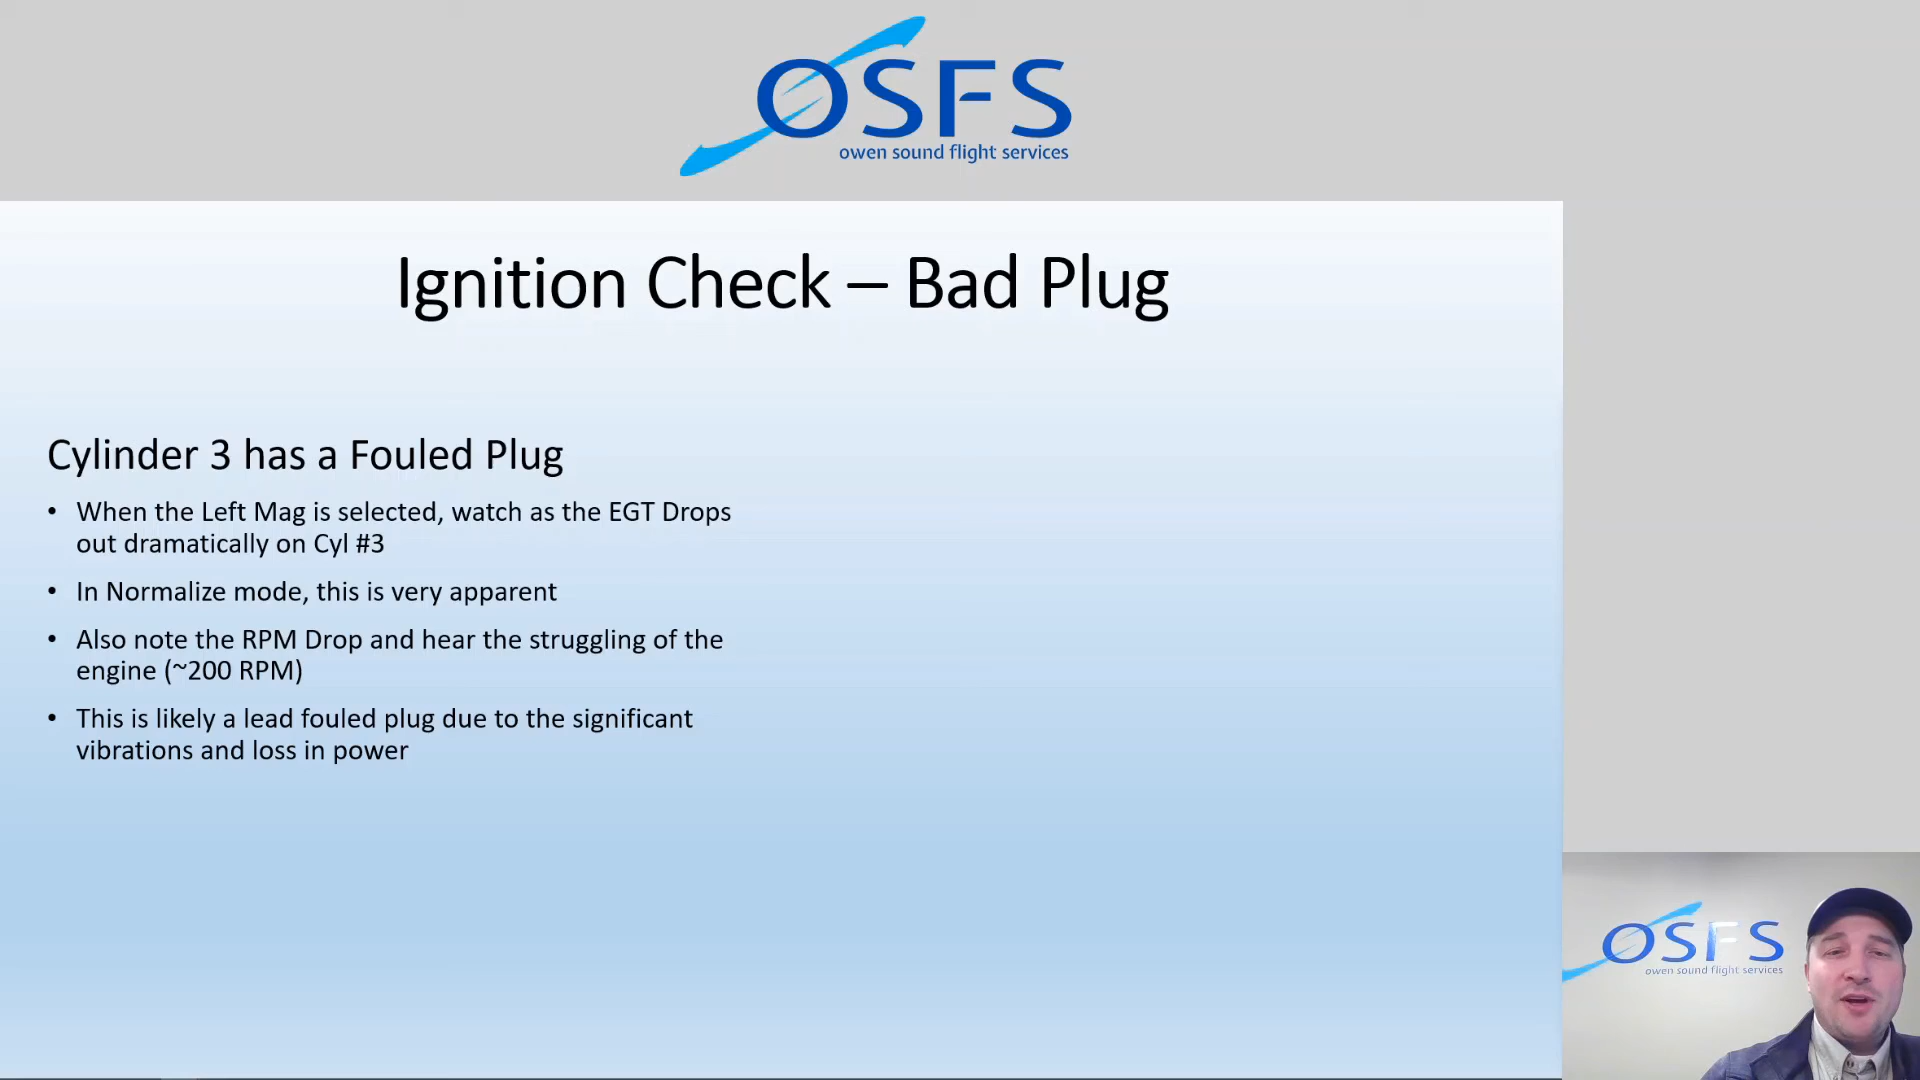 OSFS
owen sound flight services
Ignition Check – Bad Plug
Cylinder 3 has a Fouled Plug
• When the Left Mag is selected, watch as the EGT Drops
out dramatically on Cyl #3
• In Normalize mode, this is very apparent
• Also note the RPM Drop and hear the struggling of the
engine (~200 RPM)
• This is likely a lead fouled plug due to the significant
vibrations and loss in power
OSFS
owen sound flight services